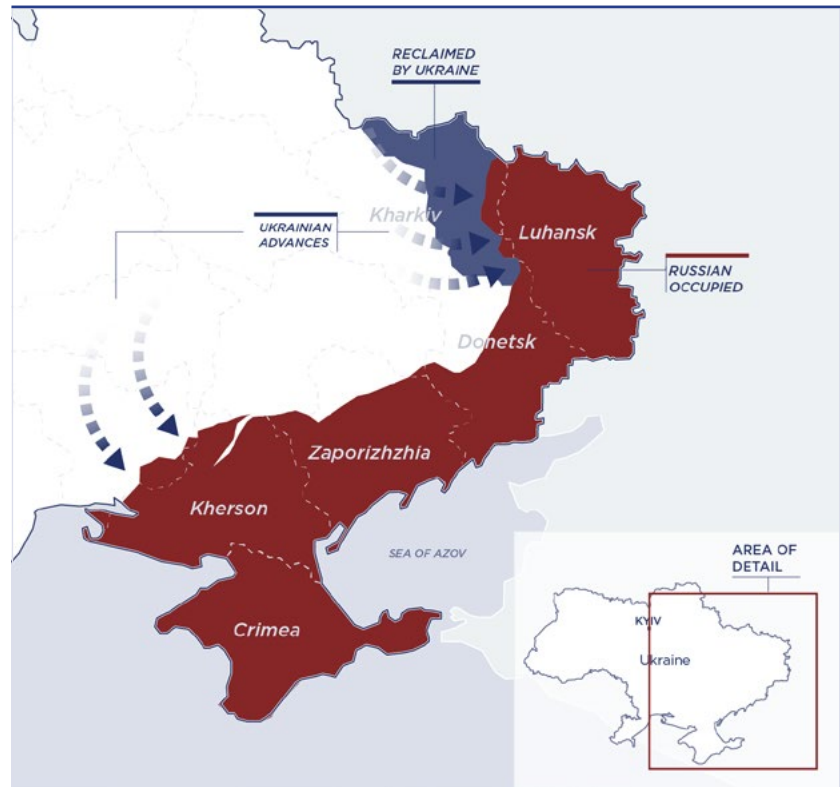 RECLAIMED
BY UKRAINE
Kharkiv
UKRAINIAN
ADVANCES
Luhansk
RUSSIAN
OCCUPIED
Donetsk
Zaporizhzhia
Kherson
SEA OF AZOV
Crimea
AREA OF
DETAIL
KYIV
Ukraine